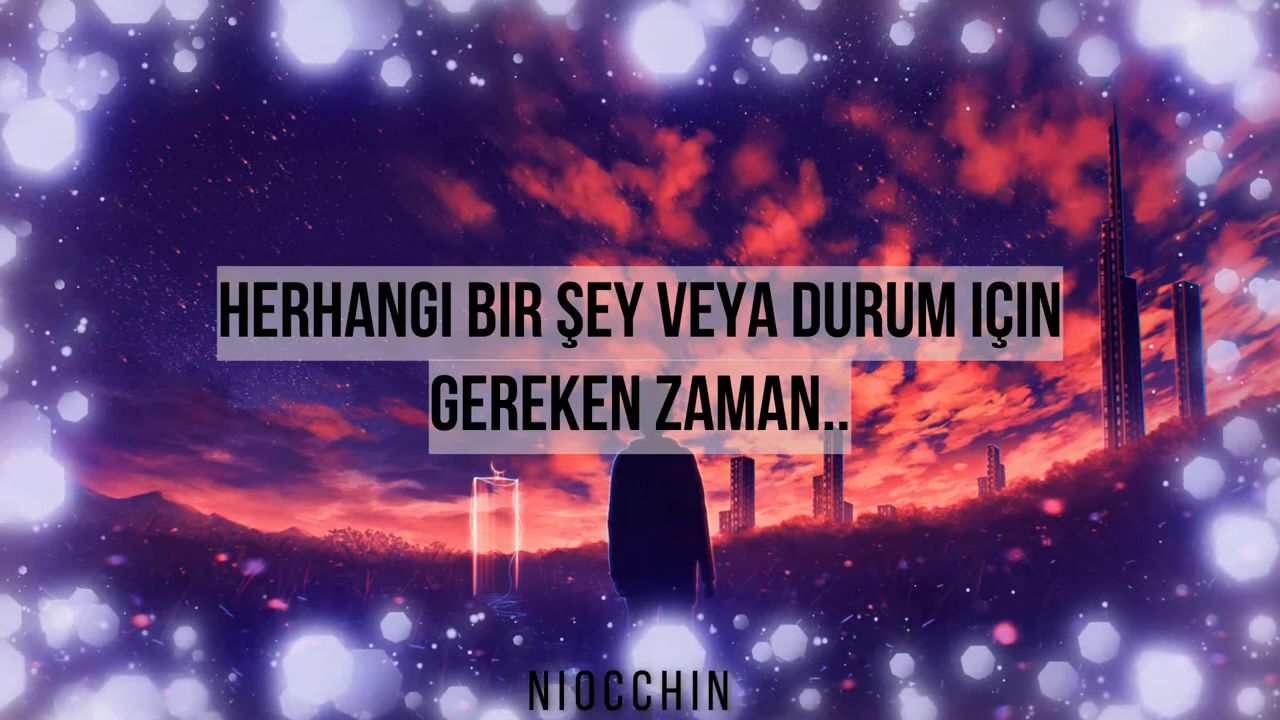 HERHANGI BIR ŞEY VEYA DURUM IÇIN
GEREKEN ZAMAN..
NIOCCHIN